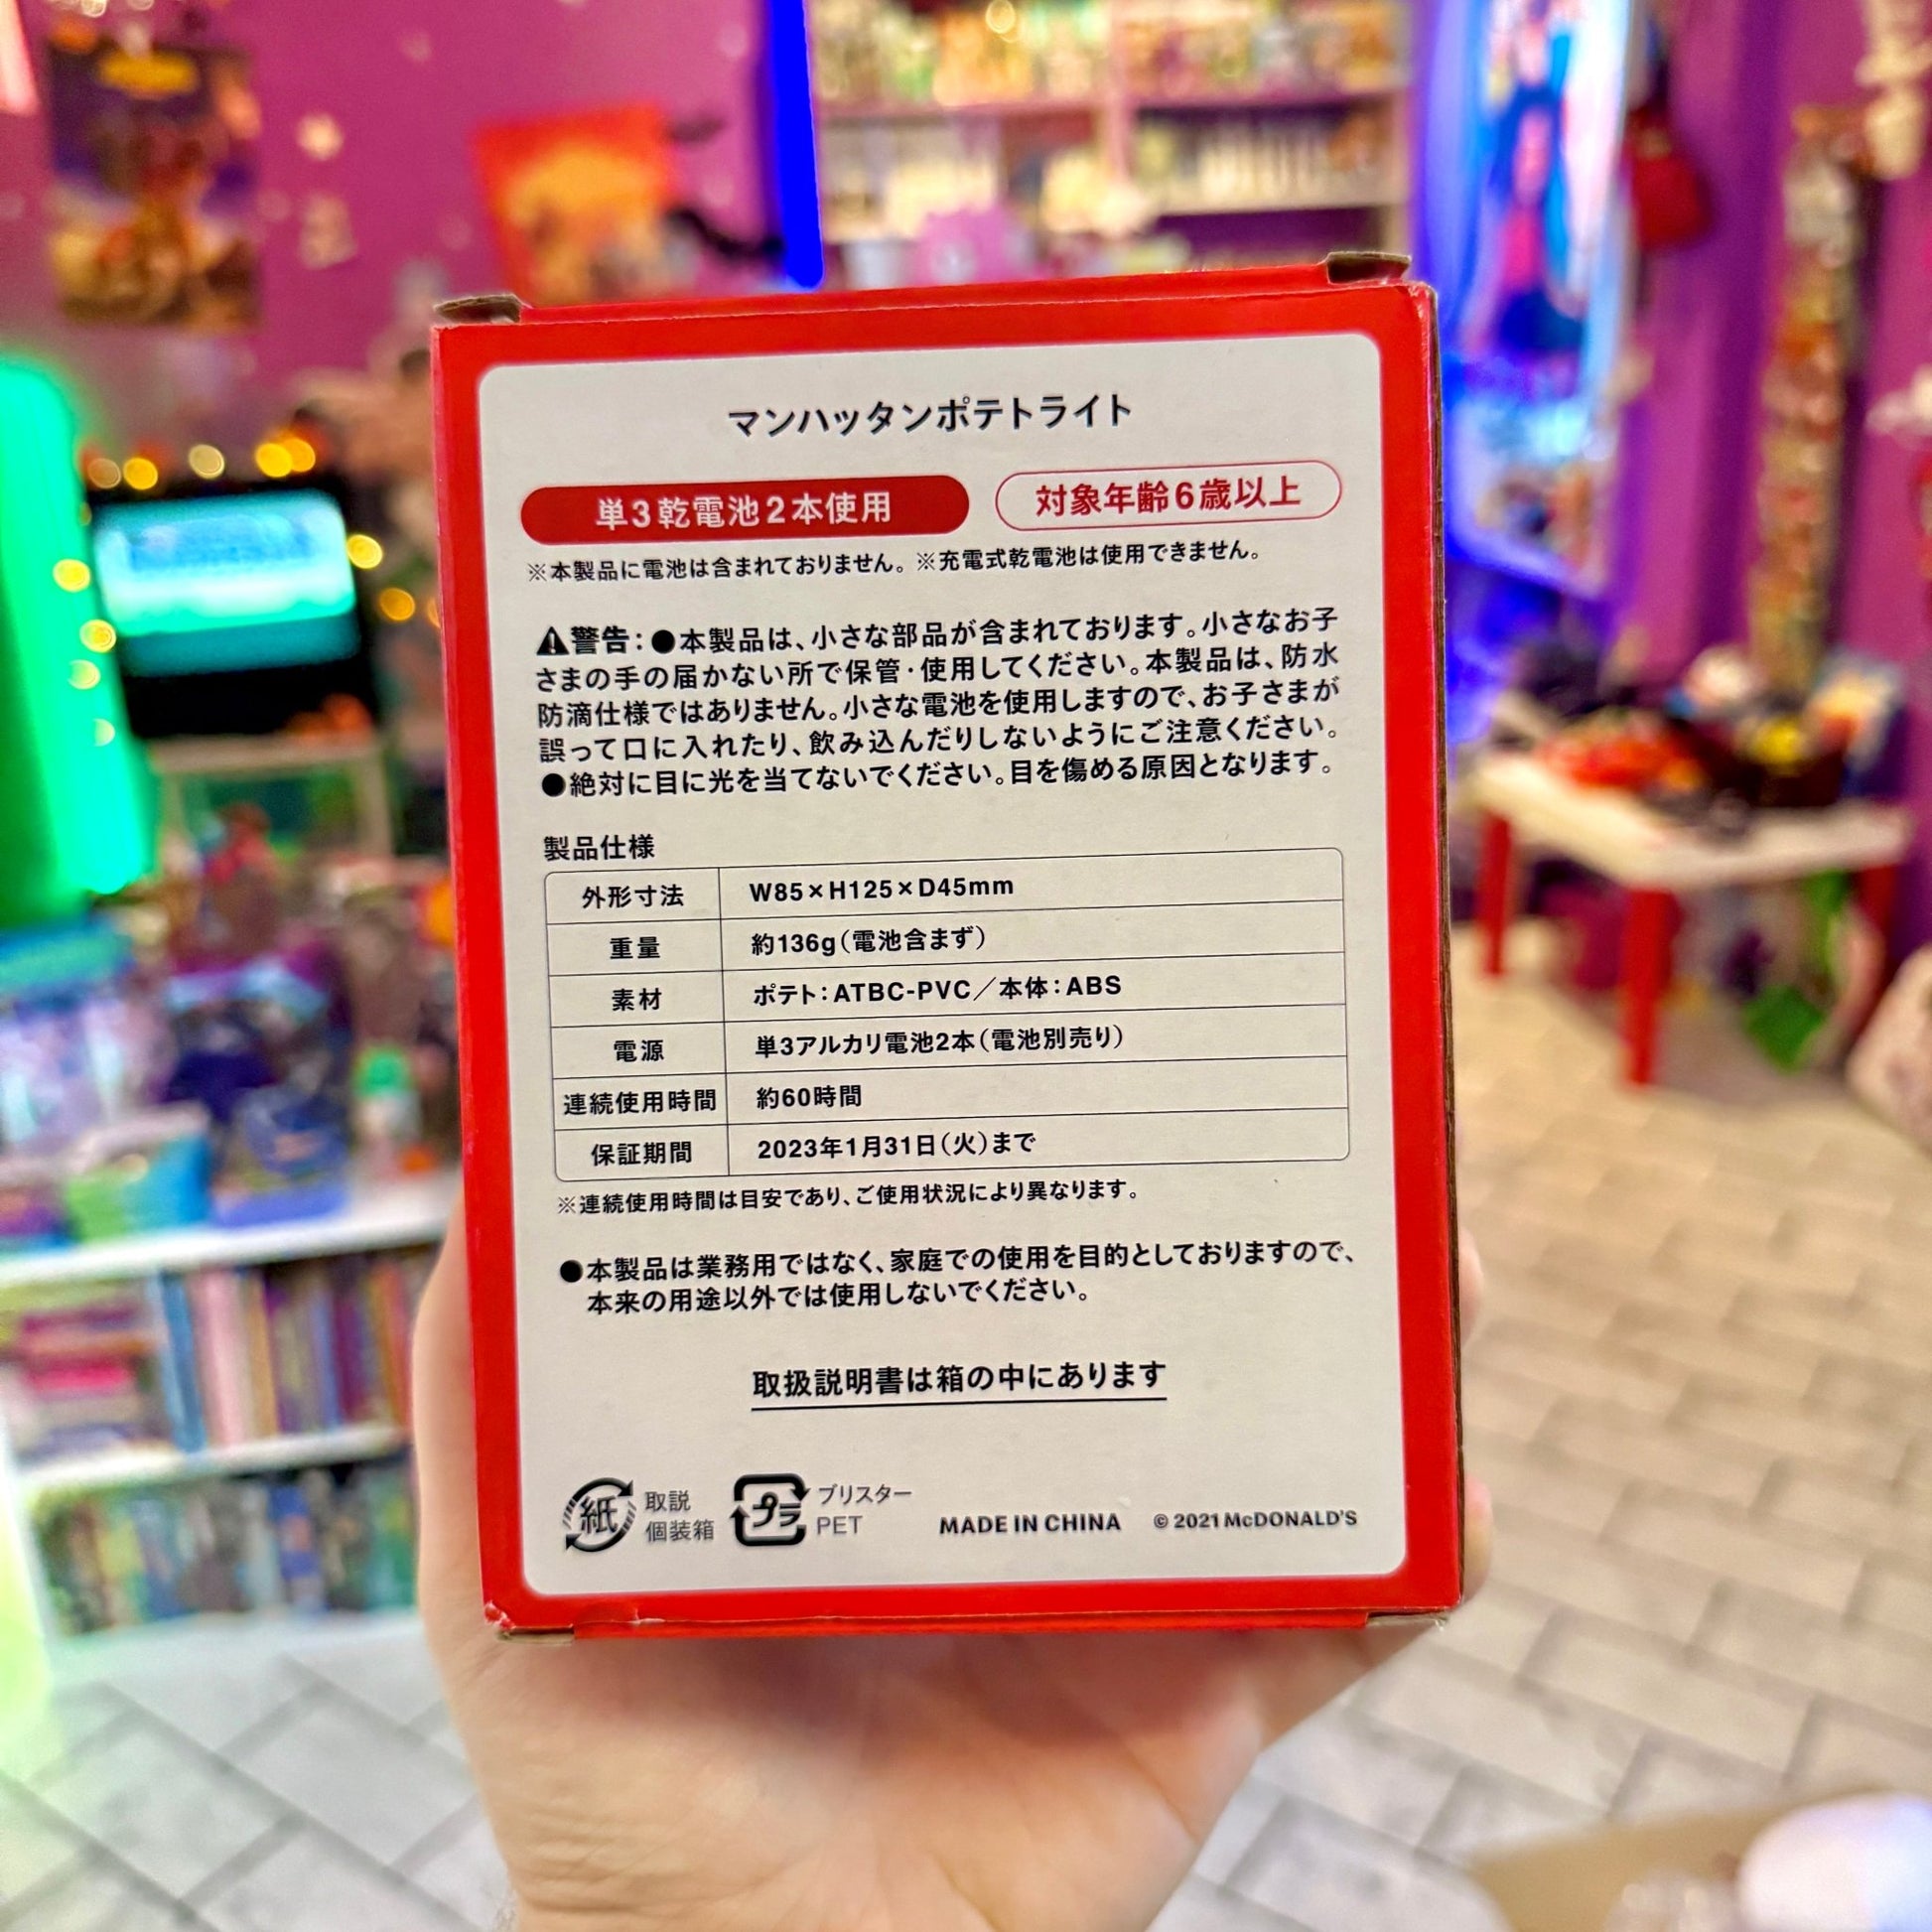 マンハッタンポテトライト
単3乾電池2本使用
対象年齢6歳以上
※本製品に電池は含まれておりません。※充電式乾電池は使用できません。
⚠警告：●本製品は、小さな部品が含まれております。小さなお子
さまの手の届かない所で保管・使用してください。本製品は、防水
防滴仕様ではありません。小さな電池を使用しますので、お子さまが
誤って口に入れたり、飲み込んだりしないようにご注意ください。
●絶対に目に光を当てないでください。目を傷める原因となります。
製品仕様
外形寸法 W85×H125×D45mm
重量 約136g（電池含まず）
素材 ポテト：ATBC-PVC／本体：ABS
電源 単3アルカリ電池2本（電池別売り）
連続使用時間 約60時間
保証期間 2023年1月31日（火）まで
※連続使用時間は目安であり、ご使用状況により異なります。
●本製品は業務用ではなく、家庭での使用を目的としておりますので、
本来の用途以外では使用しないでください。
取扱説明書は箱の中にあります
紙 取説
個装箱
プラ ブリスター
PET
MADE IN CHINA © 2021 McDONALD'S